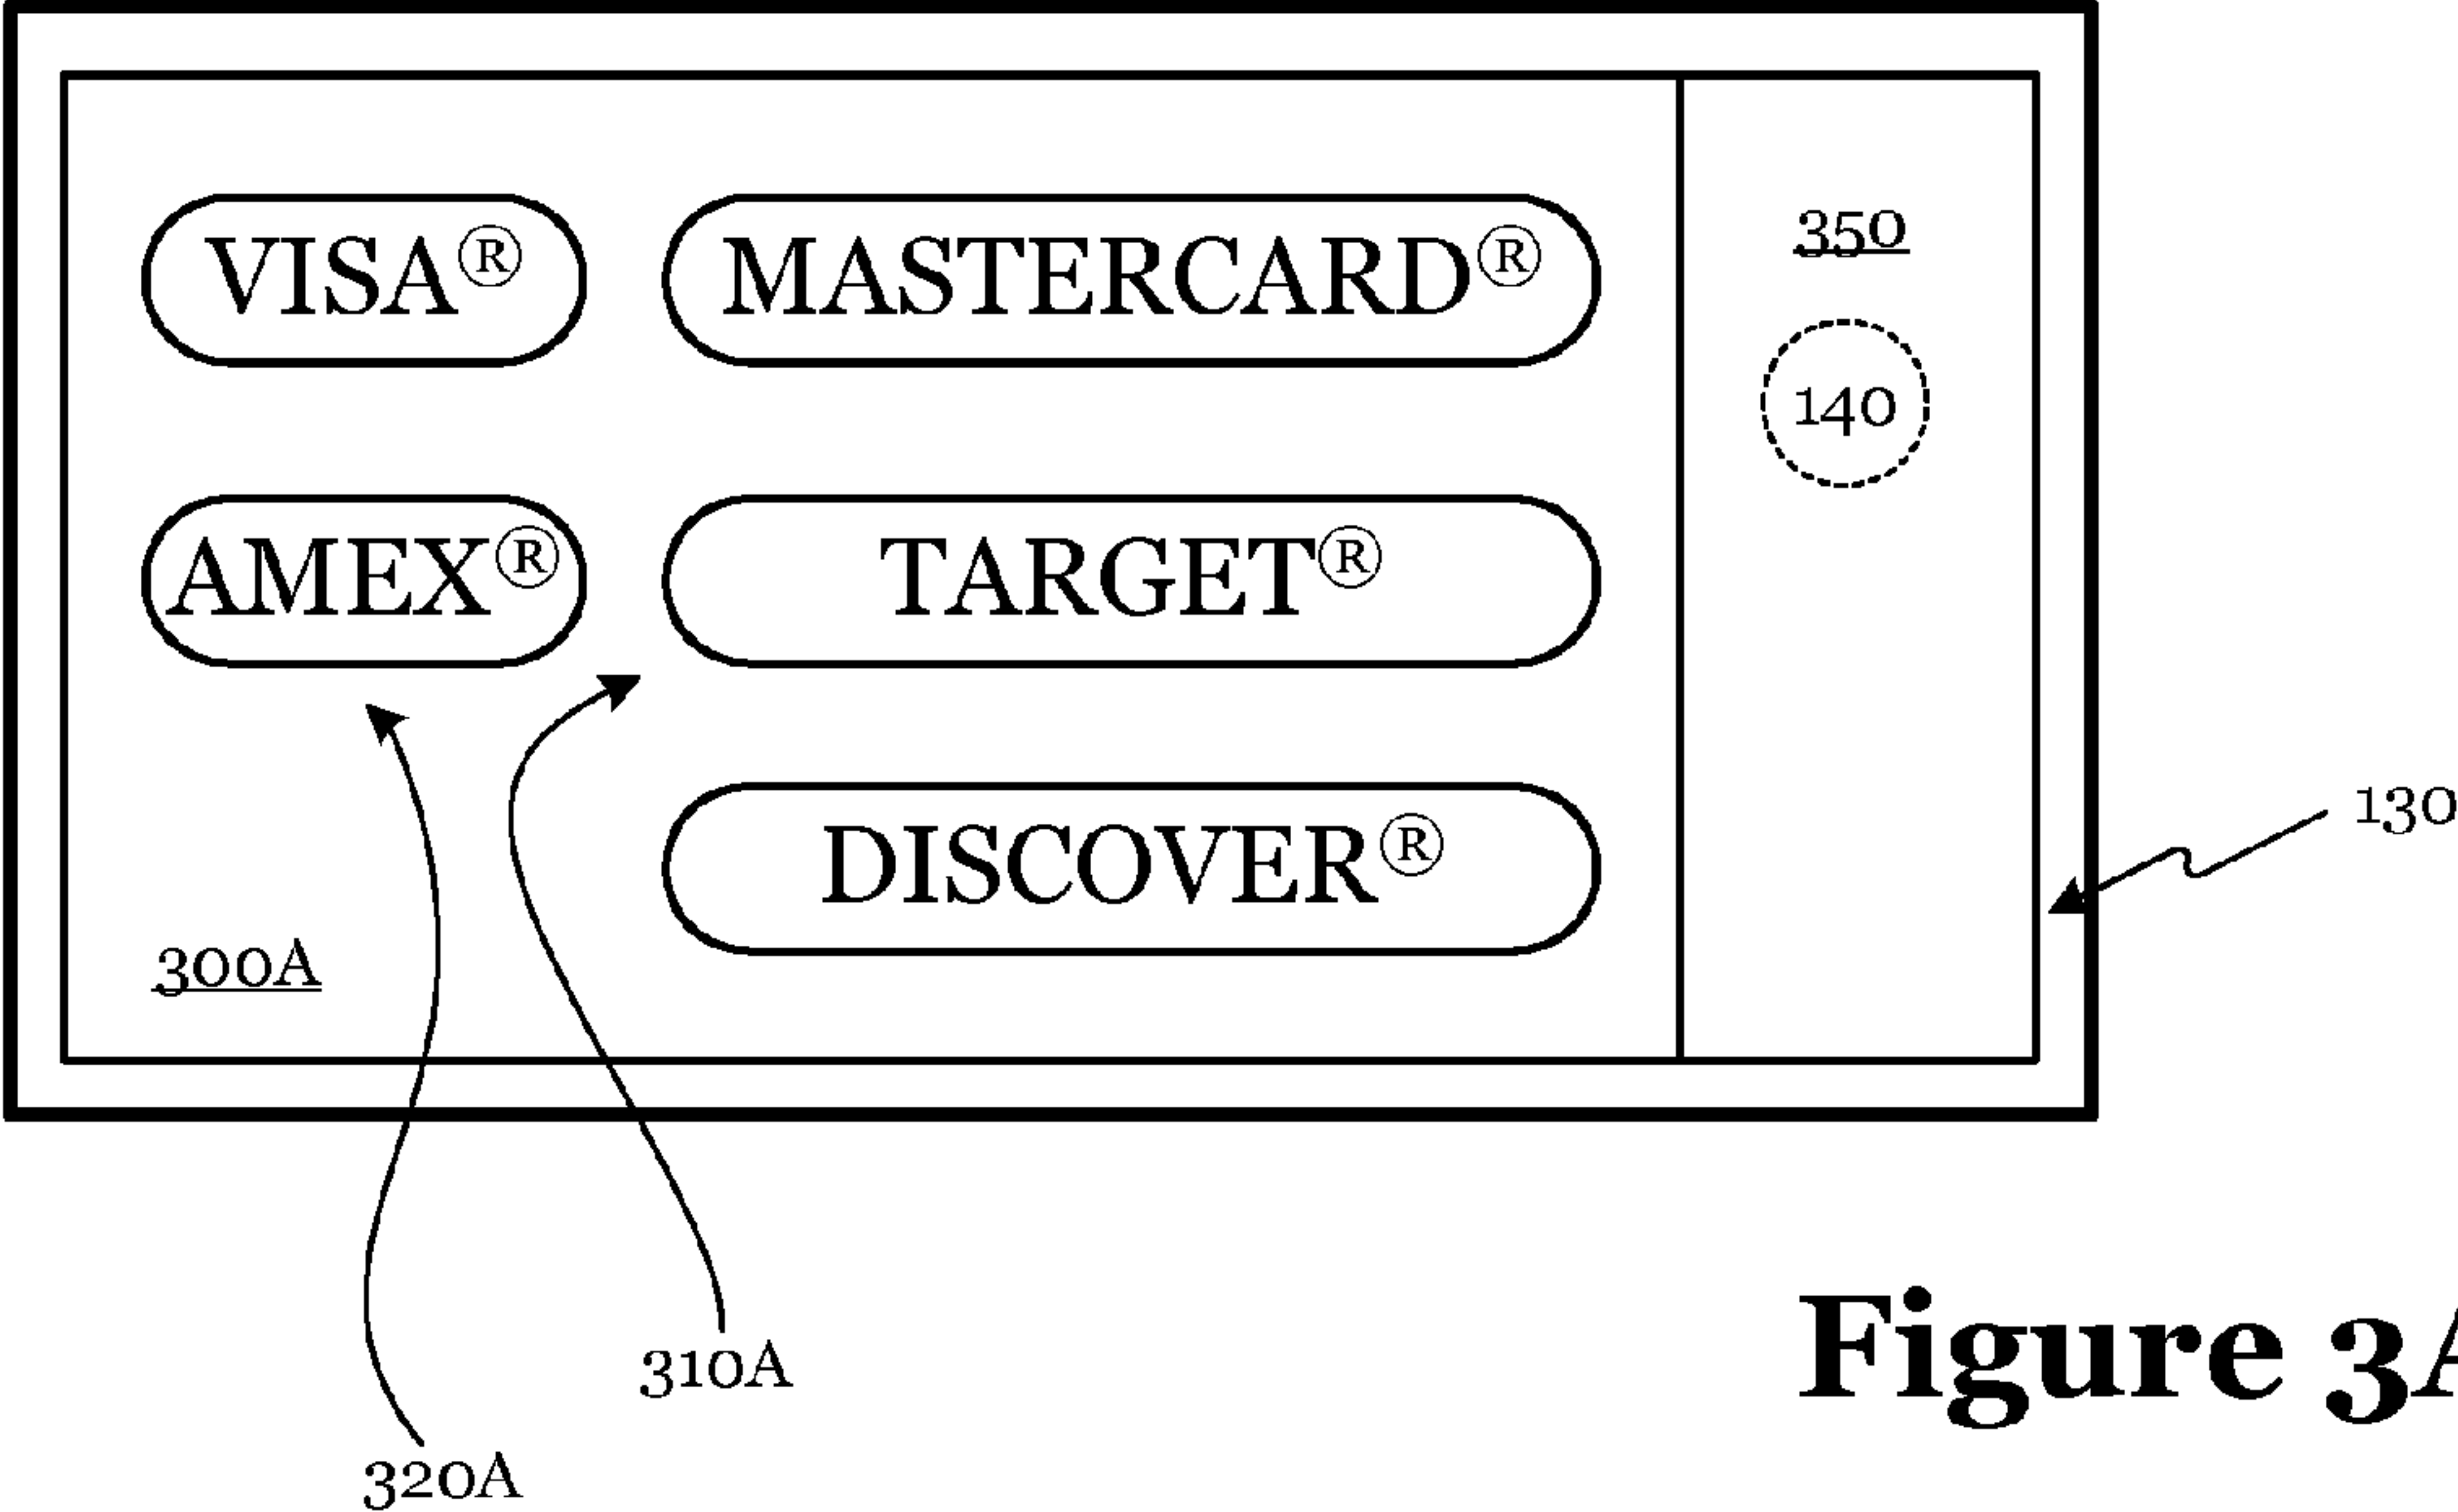 VISA® MASTERCARD® 350
140
AMEX® TARGET®
130
DISCOVER®
300A
310A
320A
Figure 3A